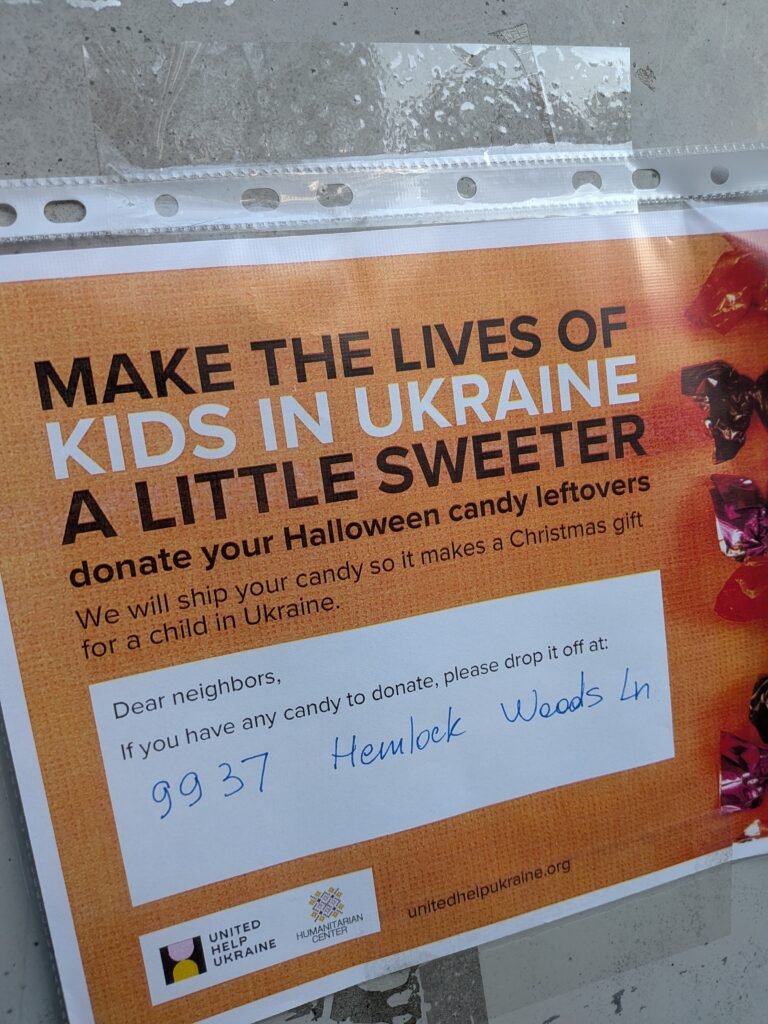 MAKE THE LIVES OF
KIDS IN UKRAINE
A LITTLE SWEETER
donate your Halloween candy leftovers
We will ship your candy so it makes a Christmas gift
for a child in Ukraine.
Dear neighbors,
If you have any candy to donate, please drop it off at:
9937 Hemlock Woods Ln
UNITED
HELP
UKRAINE
HUMANITARIAN
CENTER
unitedhelpukraine.org